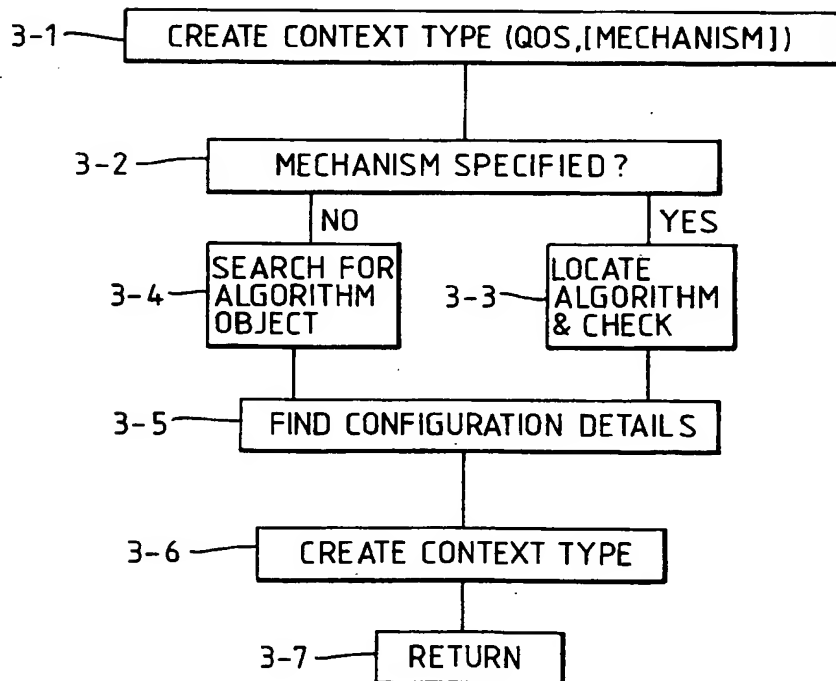 3-1 CREATE CONTEXT TYPE (QOS,[MECHANISM])
3-2 MECHANISM SPECIFIED ?
NO YES
3-4 SEARCH FOR
ALGORITHM
OBJECT
3-3 LOCATE
ALGORITHM
& CHECK
3-5 FIND CONFIGURATION DETAILS
3-6 CREATE CONTEXT TYPE
3-7 RETURN